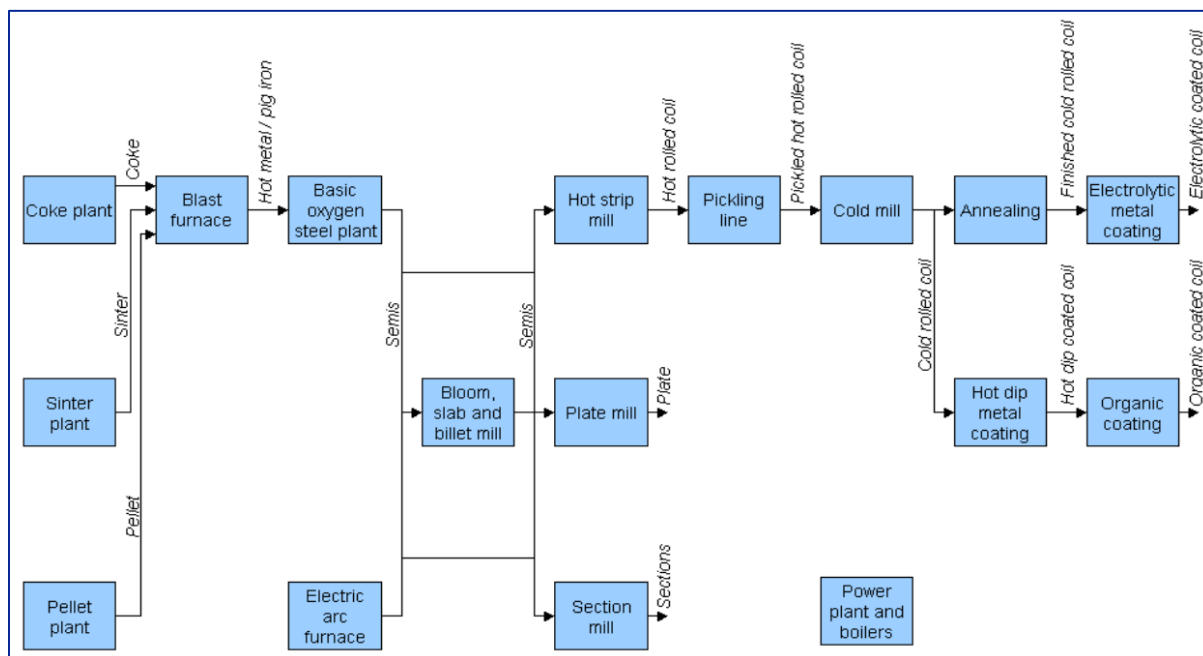 Coke
Hot metal / pig iron
Hot rolled coil
Pickled hot rolled coil
Finished cold rolled coil
Electrolytic coated coil
Coke plant
Blast
furnace
Basic
oxygen
steel plant
Hot strip
mill
Pickling
line
Cold mill
Annealing
Electrolytic
metal
coating
Sinter
Semis
Semis
Cold rolled coil
Hot dip coated coil
Organic coated coil
Sinter
plant
Bloom,
slab and
billet mill
Plate mill
Plate
Hot dip
metal
coating
Organic
coating
Pellet
Pellet
plant
Electric
arc
furnace
Section
mill
Sections
Power
plant and
boilers